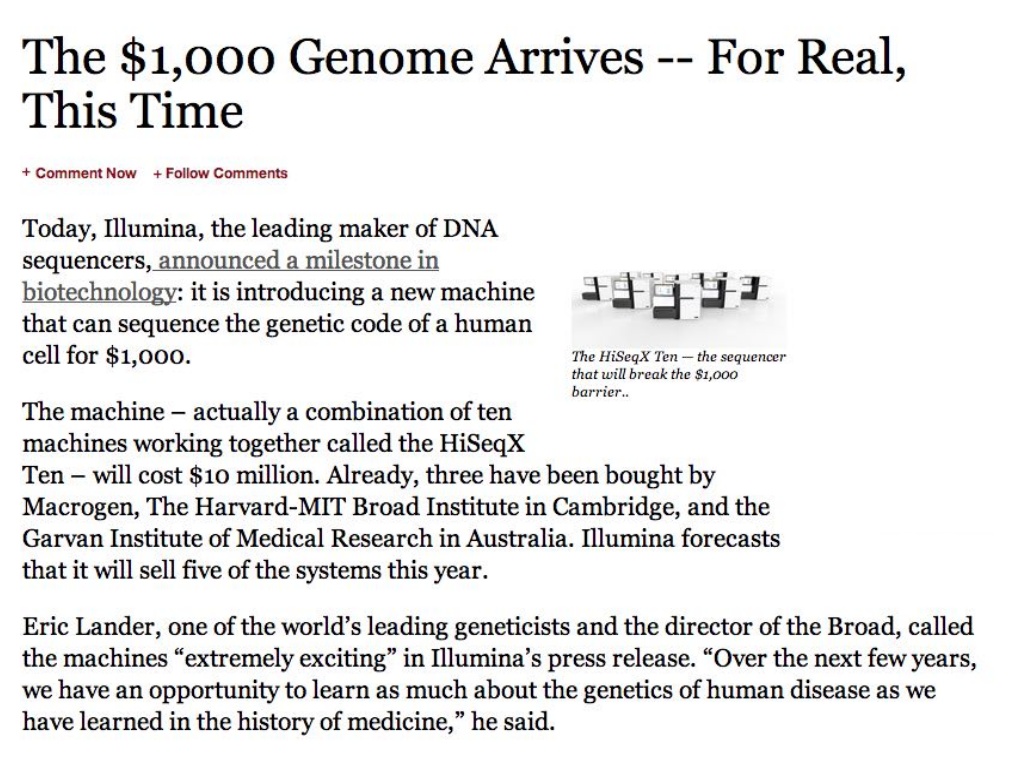 The $1,000 Genome Arrives -- For Real,
This Time
+ Comment Now + Follow Comments
Today, Illumina, the leading maker of DNA
sequencers, announced a milestone in
biotechnology: it is introducing a new machine
that can sequence the genetic code of a human
cell for $1,000.
The HiSeqX Ten — the sequencer
that will break the $1,000
barrier..
The machine – actually a combination of ten
machines working together called the HiSeqX
Ten – will cost $10 million. Already, three have been bought by
Macrogen, The Harvard-MIT Broad Institute in Cambridge, and the
Garvan Institute of Medical Research in Australia. Illumina forecasts
that it will sell five of the systems this year.
Eric Lander, one of the world’s leading geneticists and the director of the Broad, called
the machines “extremely exciting” in Illumina’s press release. “Over the next few years,
we have an opportunity to learn as much about the genetics of human disease as we
have learned in the history of medicine,” he said.